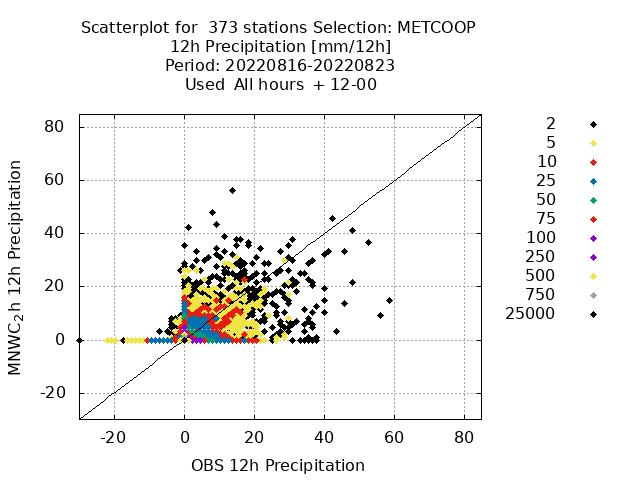 Scatterplot for  373 stations Selection: METCOOP
12h Precipitation [mm/12h]
Period: 20220816-20220823
Used  All hours  + 12-00
80
60
40
20
0
-20
MNWC2h 12h Precipitation
-20 0 20 40 60 80
OBS 12h Precipitation
2
5
10
25
50
75
100
250
500
750
25000